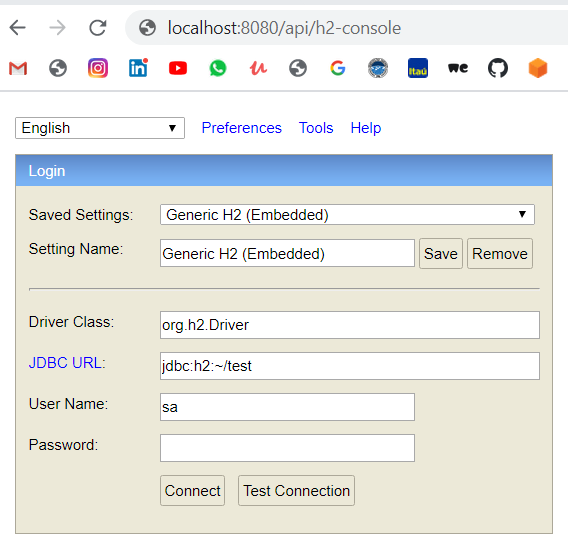 localhost:8080/api/h2-console
Itaú
we
English Preferences Tools Help
Login
Saved Settings: Generic H2 (Embedded)
Setting Name: Generic H2 (Embedded) Save Remove
Driver Class: org.h2.Driver
JDBC URL: jdbc:h2:~/test
User Name: sa
Password:
Connect Test Connection